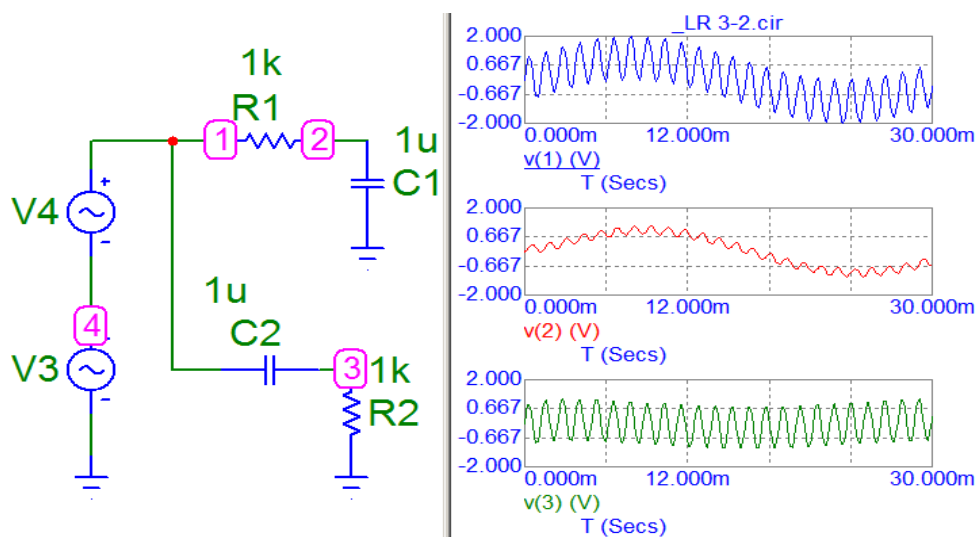 1k
R1
1
2
1u
C1
+
V4
-
1u
C2
4
V3
-
3
1k
R2
_LR 3-2.cir
2.000
0.667
-0.667
-2.000
0.000m 12.000m 30.000m
v(1) (V)
T (Secs)
2.000
0.667
-0.667
-2.000
0.000m 12.000m 30.000m
v(2) (V)
T (Secs)
2.000
0.667
-0.667
-2.000
0.000m 12.000m 30.000m
v(3) (V)
T (Secs)